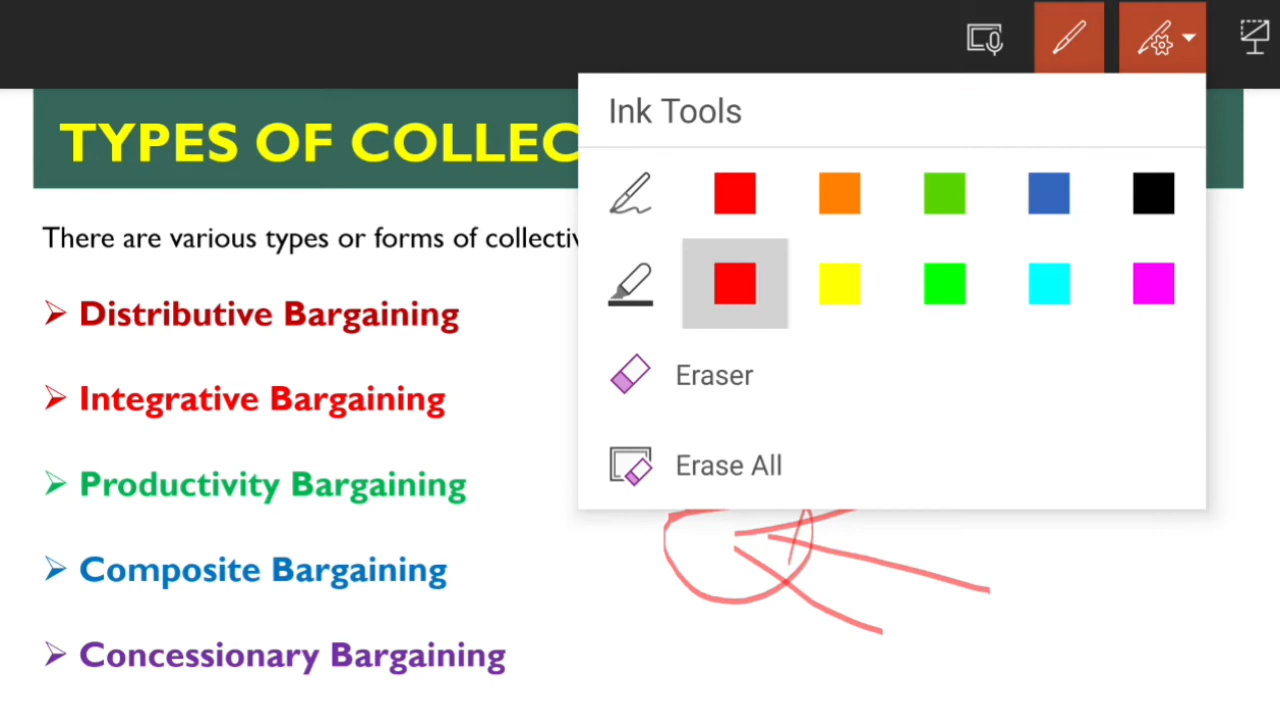 Ink Tools
TYPES OF COLLEC
There are various types or forms of collectiv
Distributive Bargaining
Integrative Bargaining
Eraser
Erase All
Productivity Bargaining
Composite Bargaining
Concessionary Bargaining